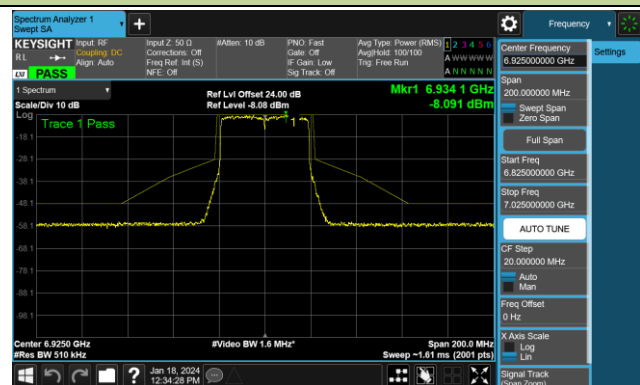 Spectrum Analyzer 1
Swept SA
Frequency
KEYSIGHT
RL
PASS
Input: RF
Coupling: DC
Align: Auto
Input Z: 50 Ω
Corrections: Off
Freq Ref: Int (S)
NFE: Off
#Atten: 10 dB
PNO: Fast
Gate: Off
IF Gain: Low
Sig Track: Off
Avg Type: Power (RMS)
Avg|Hold: 100/100
Trig: Free Run
1 2 3 4 5 6
A W W W W W
A N N N N N
1 Spectrum
Scale/Div 10 dB
Ref Lvl Offset 24.00 dB
Ref Level -8.08 dBm
Mkr1 6.934 1 GHz
-8.091 dBm
Log
Trace 1 Pass
1
-18.1
-28.1
-38.1
-48.1
-58.1
-68.1
-78.1
-88.1
-98.1
Center 6.9250 GHz
#Res BW 510 kHz
#Video BW 1.6 MHz*
Span 200.0 MHz
Sweep ~1.61 ms (2001 pts)
Jan 18, 2024
12:34:28 PM
Center Frequency
6.925000000 GHz
Settings
Span
200.000000 MHz
Swept Span
Zero Span
Full Span
Start Freq
6.825000000 GHz
Stop Freq
7.025000000 GHz
AUTO TUNE
CF Step
20.000000 MHz
Auto
Man
Freq Offset
0 Hz
X Axis Scale
Log
Lin
Signal Track
(Span Zoom)